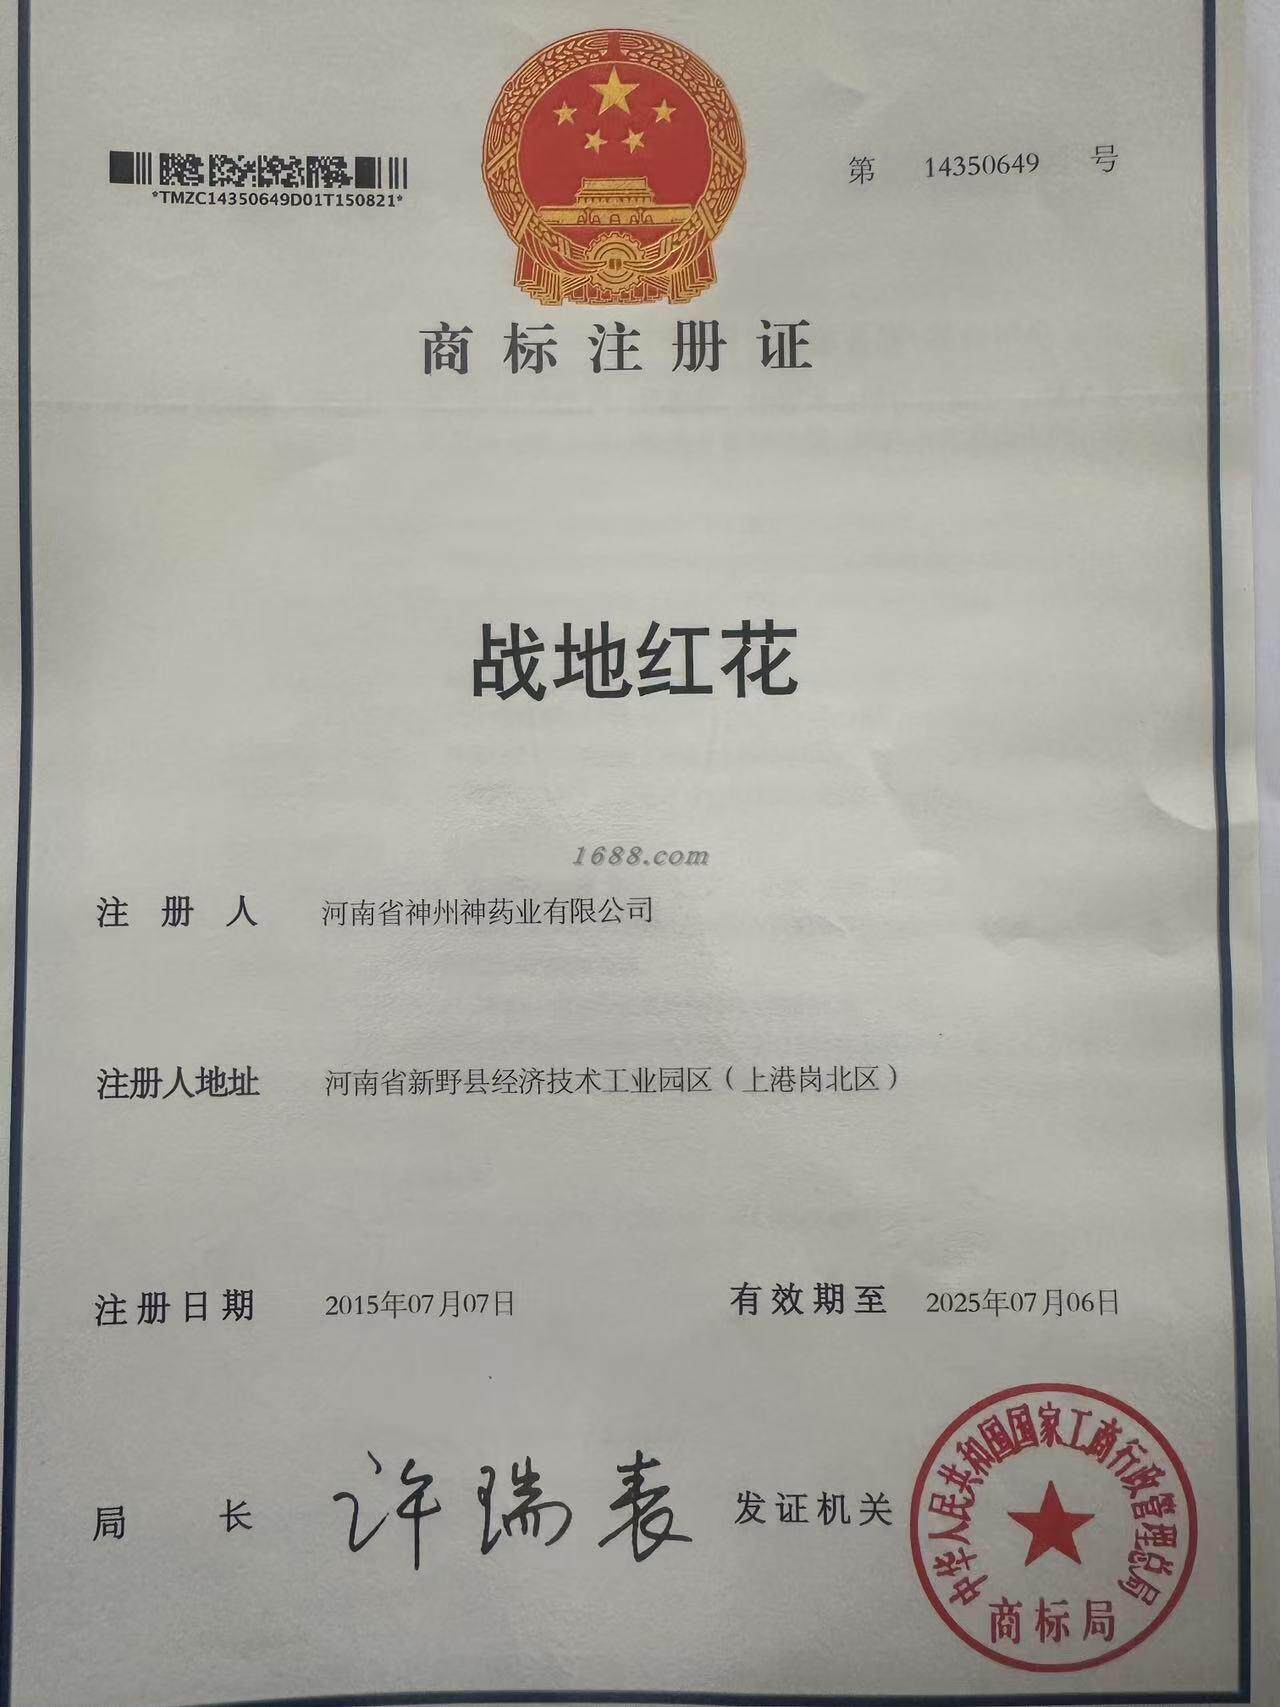 第 14350649 号
*TMZC14350649D01T150821*
商标注册证
战地红花
1688.com
注册人 河南省神州神药业有限公司
注册人地址 河南省新野县经济技术工业园区（上港岗北区）
注册日期 2015年07月07日 有效期至 2025年07月06日
局长 许瑞表 发证机关
中华人民共和国国家工商行政管理总局
商标局